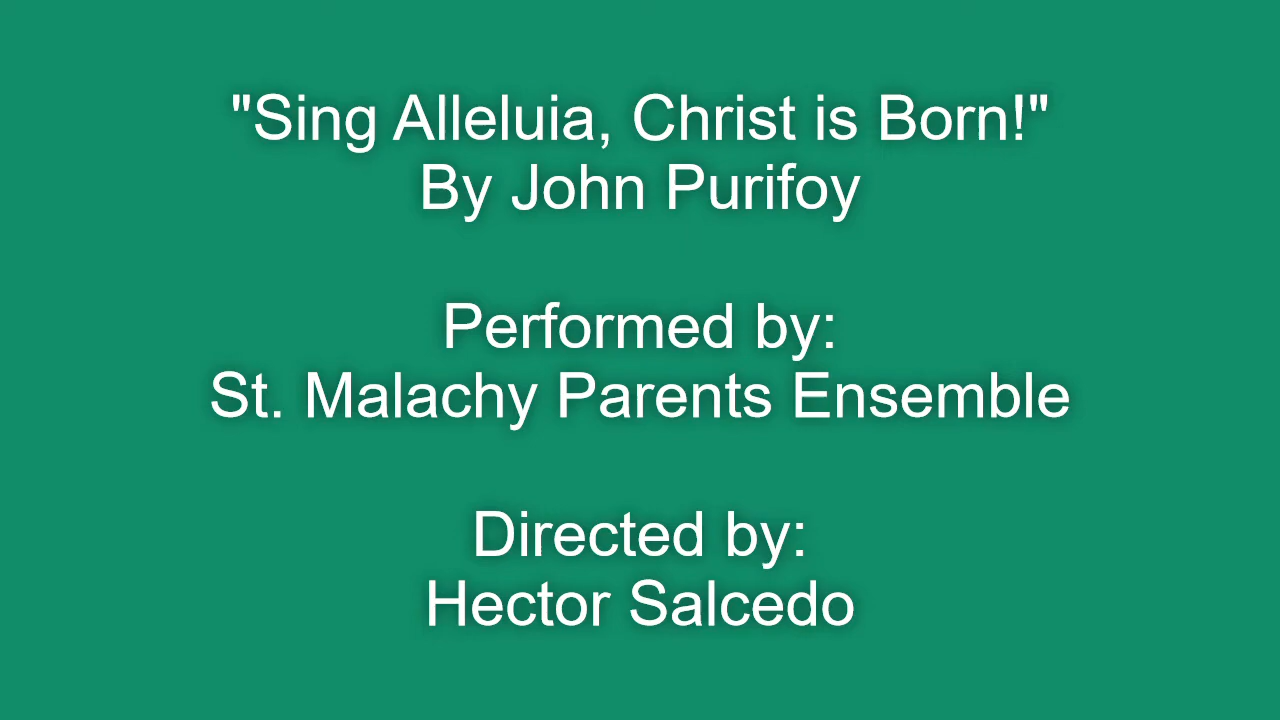 "Sing Alleluia, Christ is Born!"
By John Purifoy
Performed by:
St. Malachy Parents Ensemble
Directed by:
Hector Salcedo